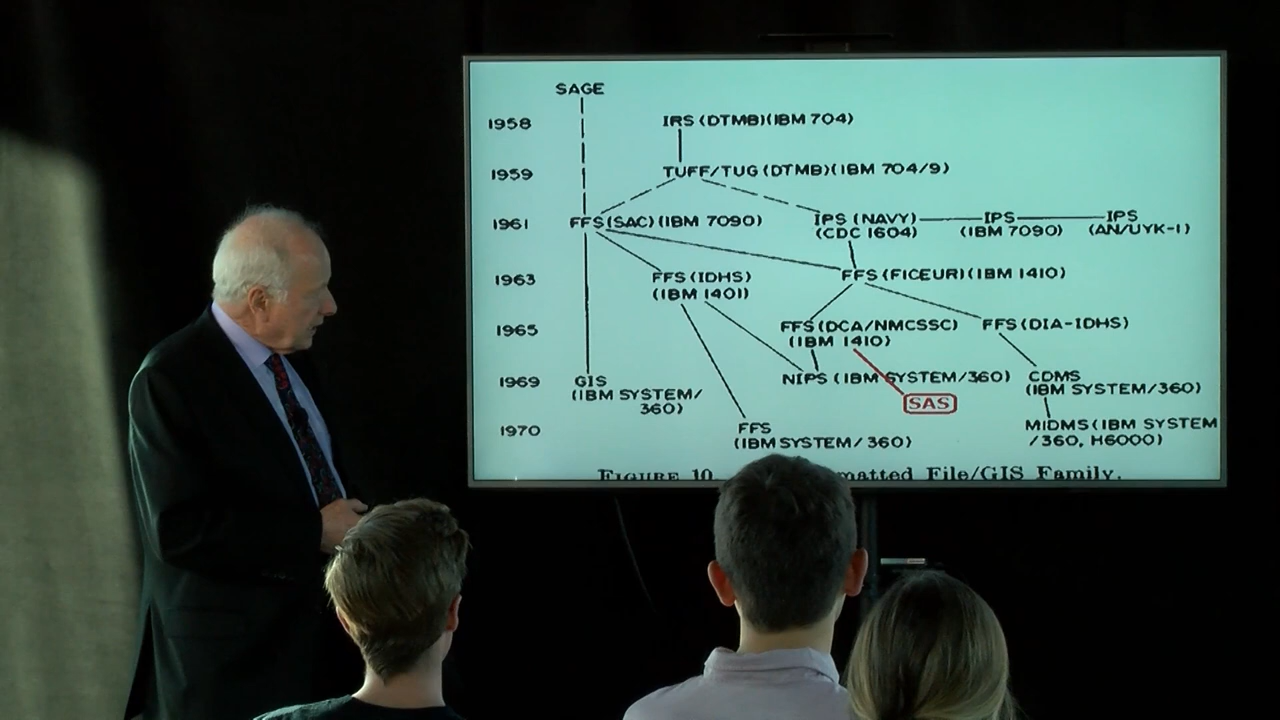 SAGE
1958 IRS (DTMB)(IBM 704)
1959 TUFF/TUG (DTMB)(IBM 704/9)
1961 FFS (SAC) (IBM 7090) IPS (NAVY) IPS IPS
(CDC 1604) (IBM 7090) (AN/UYK-1)
1963 FFS (IDHS) FFS (FICEUR) (IBM 1410)
(IBM 1401)
1965 FFS (DCA/NMCSSC) FFS (DIA-IDHS)
(IBM 1410)
1969 GIS NIPS (IBM SYSTEM/360) CDMS
(IBM SYSTEM/ (IBM SYSTEM/360)
360) SAS
1970 FFS MIDMS (IBM SYSTEM
(IBM SYSTEM/360) /360, H6000)
FIGURE 10. File/GIS Family.